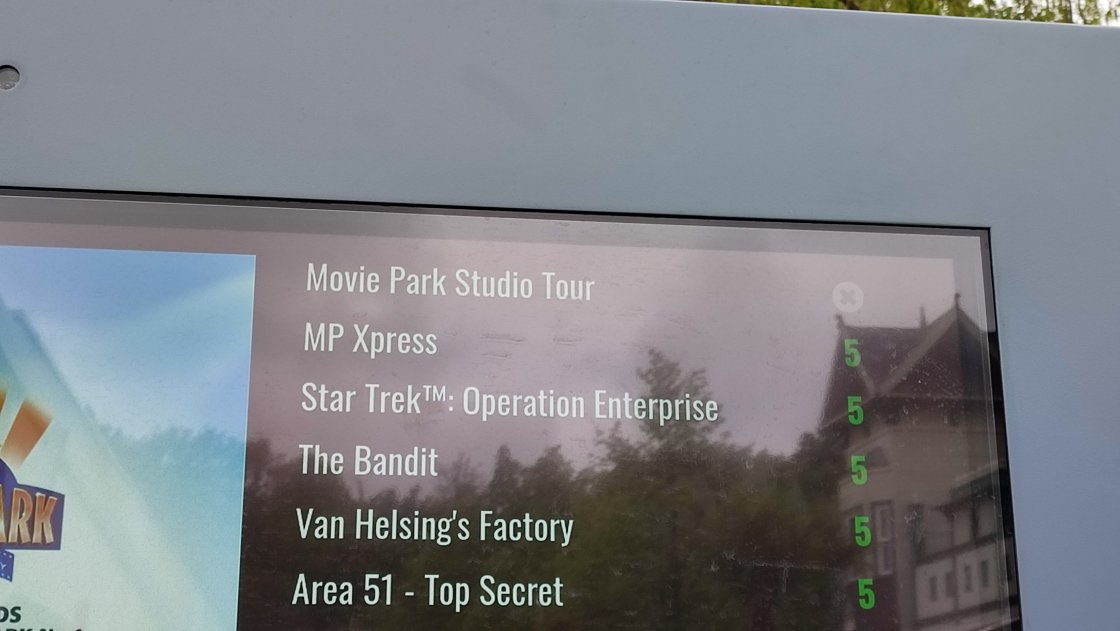 Movie Park Studio Tour
MP Xpress 5
Star Trek™: Operation Enterprise 5
The Bandit 5
Van Helsing's Factory 5
Area 51 - Top Secret 5
ARK